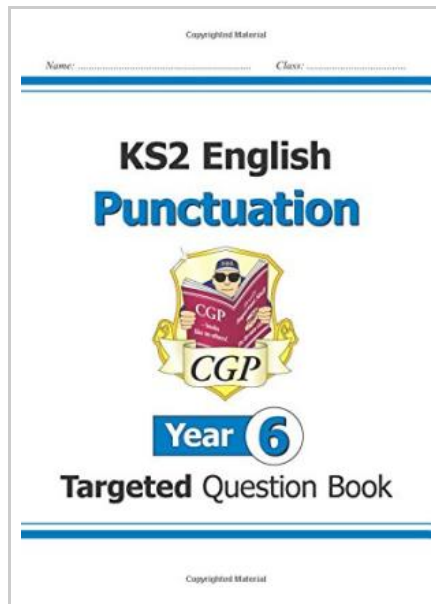 Copyrighted Material
Name: ............................................................ Class: ...................................
KS2 English
Punctuation
CGP
CGP
Year 6
Targeted Question Book
Copyrighted Material